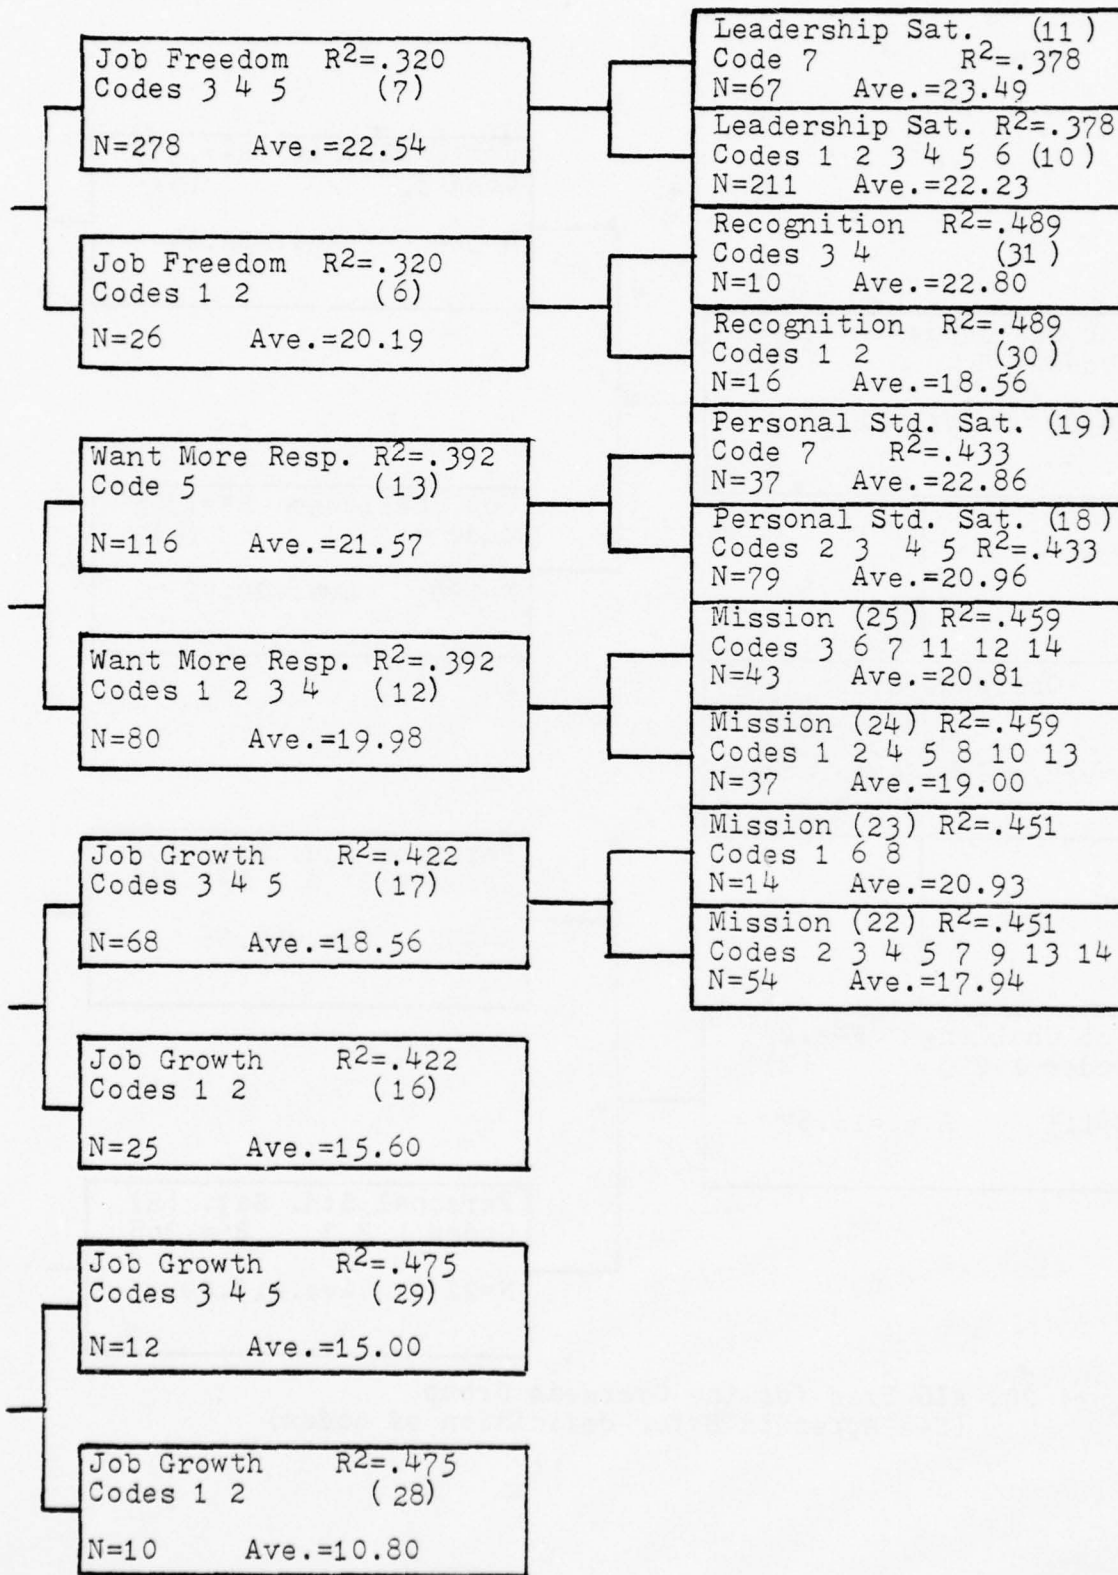 Job Freedom R2=.320
Codes 3 4 5 (7)
N=278 Ave.=22.54
Job Freedom R2=.320
Codes 1 2 (6)
N=26 Ave.=20.19
Want More Resp. R2=.392
Code 5 (13)
N=116 Ave.=21.57
Want More Resp. R2=.392
Codes 1 2 3 4 (12)
N=80 Ave.=19.98
Job Growth R2=.422
Codes 3 4 5 (17)
N=68 Ave.=18.56
Job Growth R2=.422
Codes 1 2 (16)
N=25 Ave.=15.60
Job Growth R2=.475
Codes 3 4 5 (29)
N=12 Ave.=15.00
Job Growth R2=.475
Codes 1 2 (28)
N=10 Ave.=10.80
Leadership Sat. (11)
Code 7 R2=.378
N=67 Ave.=23.49
Leadership Sat. R2=.378
Codes 1 2 3 4 5 6 (10)
N=211 Ave.=22.23
Recognition R2=.489
Codes 3 4 (31)
N=10 Ave.=22.80
Recognition R2=.489
Codes 1 2 (30)
N=16 Ave.=18.56
Personal Std. Sat. (19)
Code 7 R2=.433
N=37 Ave.=22.86
Personal Std. Sat. (18)
Codes 2 3 4 5 R2=.433
N=79 Ave.=20.96
Mission (25) R2=.459
Codes 3 6 7 11 12 14
N=43 Ave.=20.81
Mission (24) R2=.459
Codes 1 2 4 5 8 10 13
N=37 Ave.=19.00
Mission (23) R2=.451
Codes 1 6 8
N=14 Ave.=20.93
Mission (22) R2=.451
Codes 2 3 4 5 7 9 13 14
N=54 Ave.=17.94